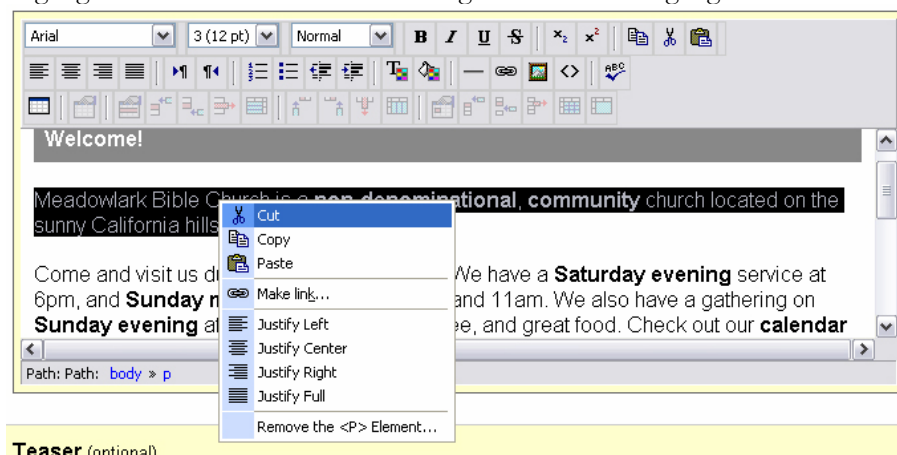 Arial 3 (12 pt) Normal B I U S ×₂ x²
T ABC
Welcome!
Meadowlark Bible Church is a non-denominational, community church located on the
sunny California hills
Cut
Copy
Paste
Make link...
Justify Left
Justify Center
Justify Right
Justify Full
Remove the <P> Element...
Come and visit us We have a Saturday evening service at
6pm, and Sunday and 11am. We also have a gathering on
Sunday evening and great food. Check out our calendar
Path: Path: body » p
Teaser (optional)